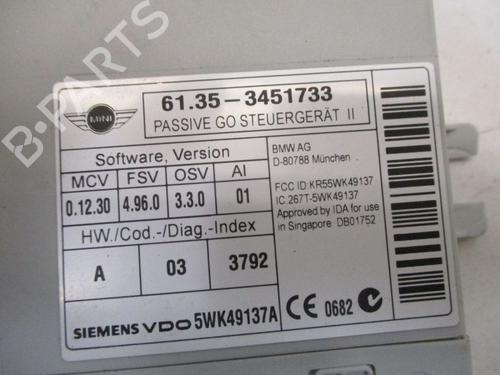 B-PARTS
MINI
61.35 – 3451733
PASSIVE GO STEUERGERÄT II
Software, Version
MCV FSV OSV AI
0.12.30 4.96.0 3.3.0 01
HW./Cod.-/Diag.-Index
A 03 3792
BMW AG
D-80788 München
FCC ID:KR55WK49137
IC:267T-5WK49137
Approved by IDA for use
in Singapore DB01752
SIEMENS VDO 5WK49137A
CE 0682